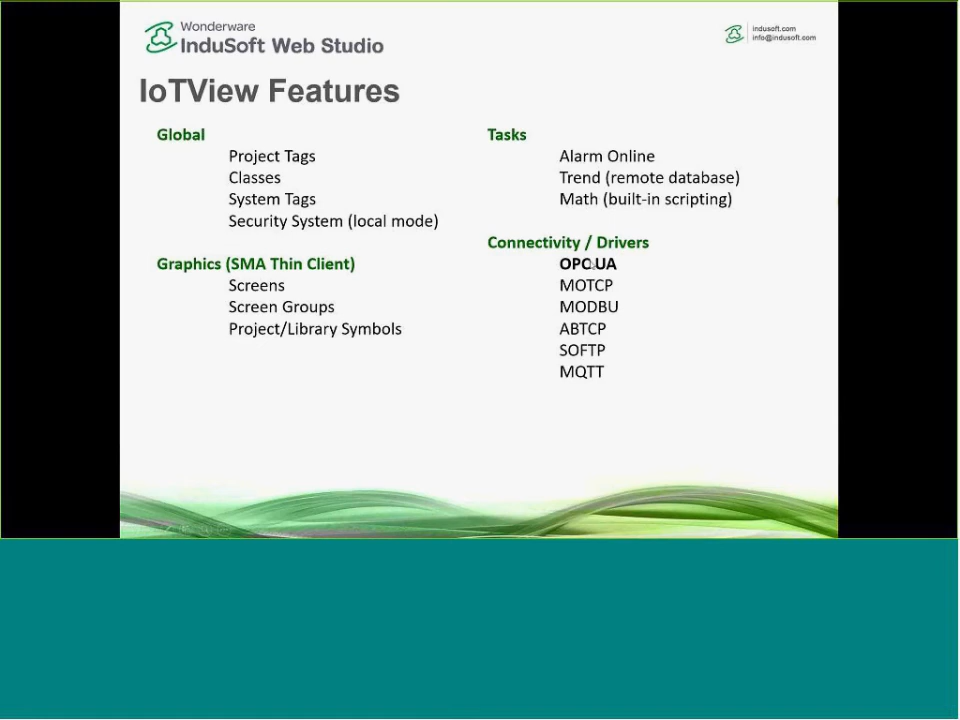 Wonderware
InduSoft Web Studio
indusoft.com
info@indusoft.com
IoTView Features
Global
Project Tags
Classes
System Tags
Security System (local mode)
Graphics (SMA Thin Client)
Screens
Screen Groups
Project/Library Symbols
Tasks
Alarm Online
Trend (remote database)
Math (built-in scripting)
Connectivity / Drivers
OPC UA
MOTCP
MODBU
ABTCP
SOFTP
MQTT